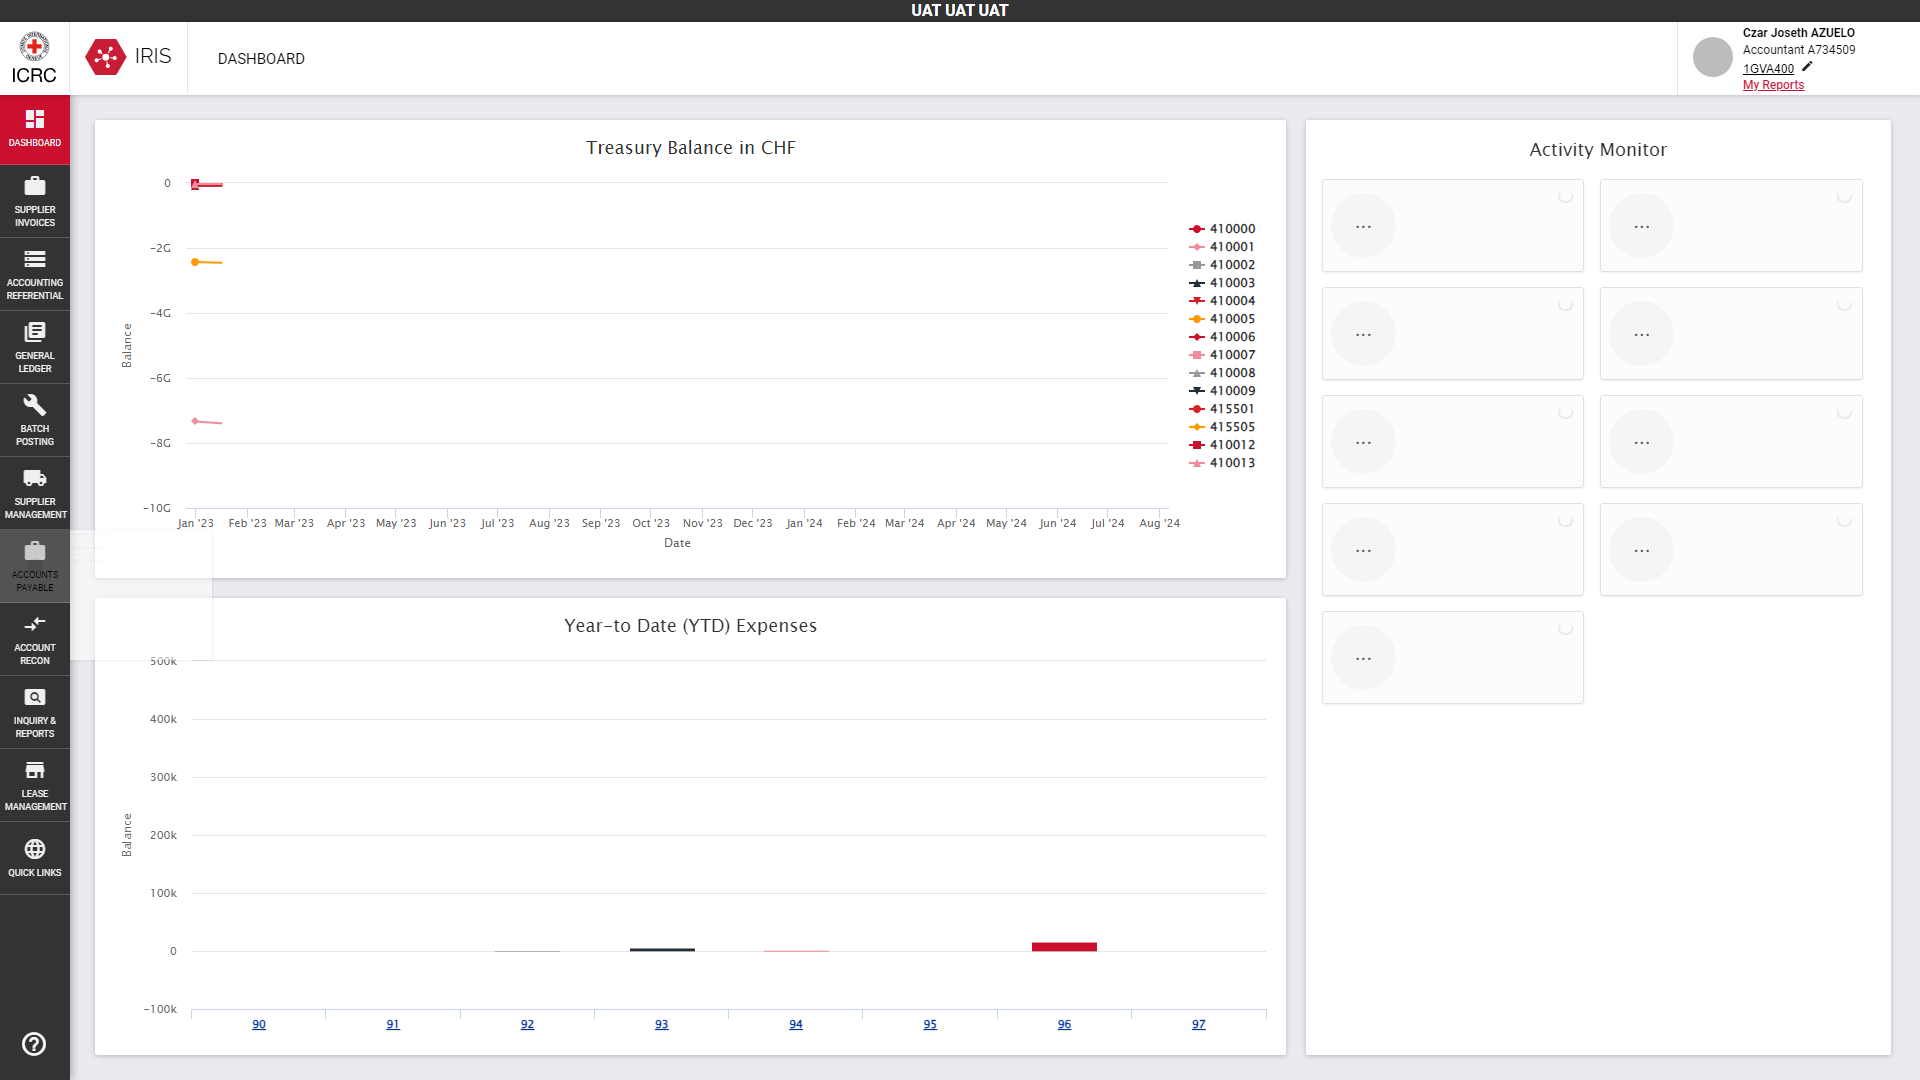 UAT UAT UAT
ICRC
IRIS
DASHBOARD
Czar Joseth AZUELO
Accountant A734509
1GVA400
My Reports
DASHBOARD
SUPPLIER
INVOICES
ACCOUNTING
REFERENTIAL
GENERAL
LEDGER
BATCH
POSTING
SUPPLIER
MANAGEMENT
ACCOUNTS
PAYABLE
ACCOUNT
RECON
INQUIRY &
REPORTS
LEASE
MANAGEMENT
QUICK LINKS
Treasury Balance in CHF
0
-2G
-4G
-6G
-8G
-10G
Balance
Jan '23 Feb '23 Mar '23 Apr '23 May '23 Jun '23 Jul '23 Aug '23 Sep '23 Oct '23 Nov '23 Dec '23 Jan '24 Feb '24 Mar '24 Apr '24 May '24 Jun '24 Jul '24 Aug '24
Date
410000
410001
410002
410003
410004
410005
410006
410007
410008
410009
415501
415505
410012
410013
Year-to Date (YTD) Expenses
500k
400k
300k
200k
100k
0
-100k
Balance
90 91 92 93 94 95 96 97
Activity Monitor
... ...
... ...
... ...
... ...
...